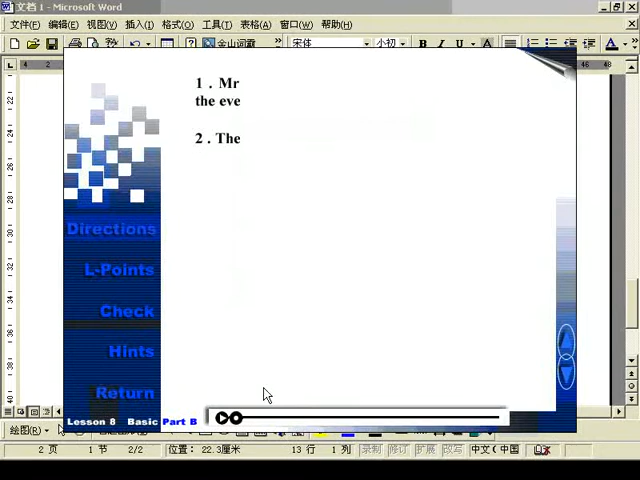 文档 1 - Microsoft Word
文件(F) 编辑(E) 视图(V) 插入(I) 格式(O) 工具(T) 表格(A) 窗口(W) 帮助(H)
金山词霸 宋体 小初 B I U A
4 2 46 48
1 . Mr
the eve
2 . The
Directions
L-Points
Check
Hints
Return
Lesson 8 Basic Part B
绘图(R)
2 页 1 节 2/2 位置: 22.3厘米 13 行 1 列 录制 修订 扩展 改写 中文(中国